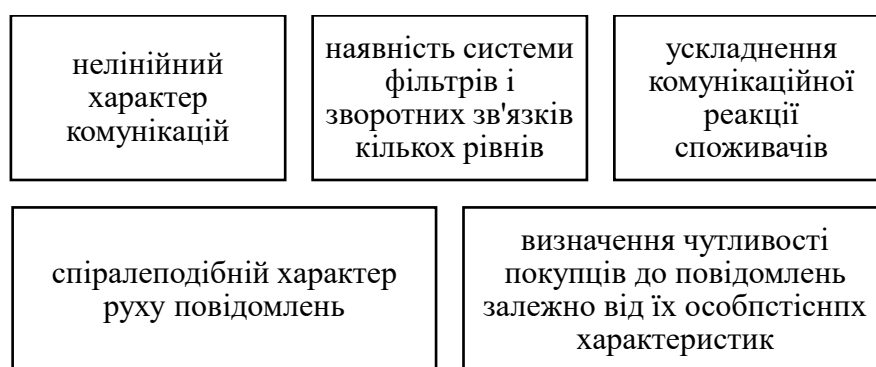 нелінійний
характер
комунікацій
наявність системи
фільтрів і
зворотних зв'язків
кількох рівнів
ускладнення
комунікаційної
реакції
споживачів
спіралеподібній характер
руху повідомлень
визначення чутливості
покупців до повідомлень
залежно від їх особпстіснпх
характеристик